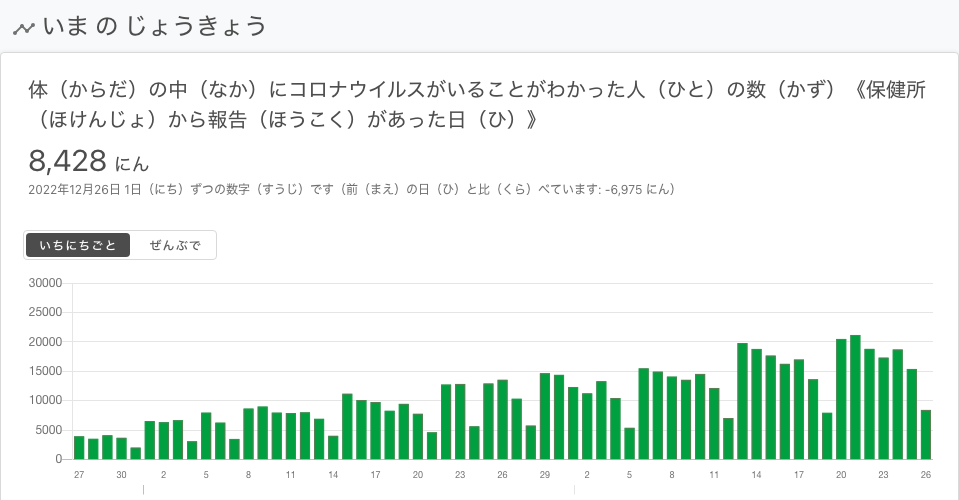 いま の じょうきょう
体（からだ）の中（なか）にコロナウイルスがいることがわかった人（ひと）の数（かず）《保健所
（ほけんじょ）から報告（ほうこく）があった日（ひ）》
8,428 にん
2022年12月26日 1日（にち）ずつの数字（すうじ）です（前（まえ）の日（ひ）と比（くら）べています: -6,975 にん）
いちにちごと ぜんぶで
30000
25000
20000
15000
10000
5000
0
27 30 2 5 8 11 14 17 20 23 26 29 2 5 8 11 14 17 20 23 26